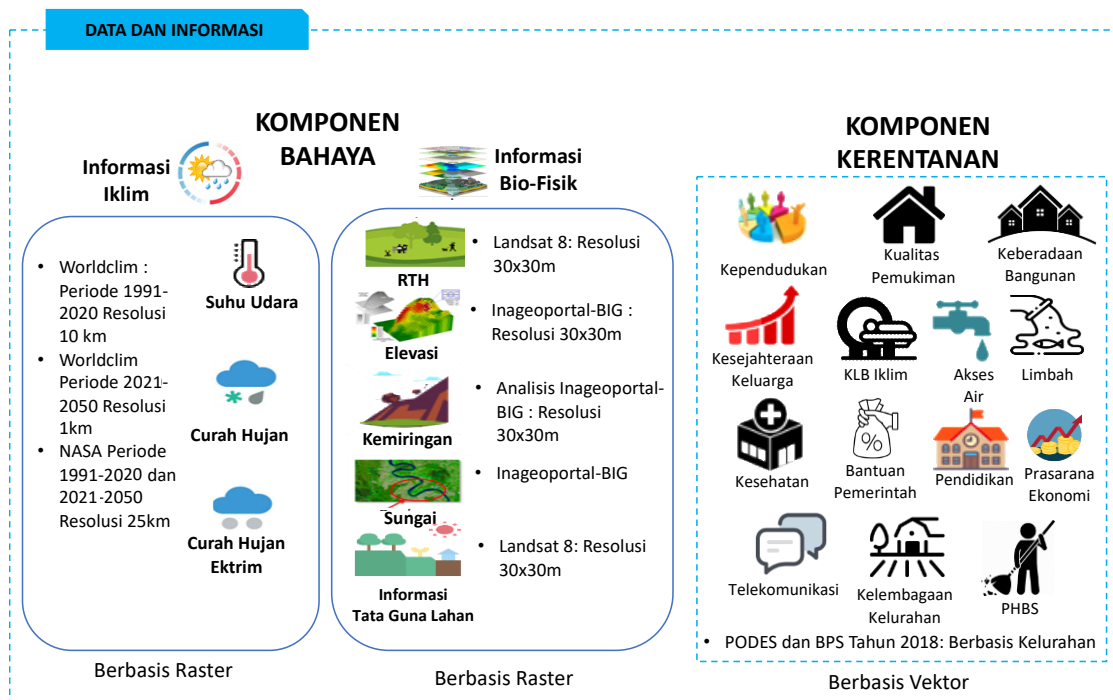 DATA DAN INFORMASI
KOMPONEN
BAHAYA
Informasi
Iklim
• Worldclim :
Periode 1991-
2020 Resolusi
10 km
• Worldclim
Periode 2021-
2050 Resolusi
1km
• NASA Periode
1991-2020 dan
2021-2050
Resolusi 25km
Suhu Udara
Curah Hujan
Curah Hujan
Ektrim
Berbasis Raster
Informasi
Bio-Fisik
RTH
• Landsat 8: Resolusi
30x30m
Elevasi
• Inageoportal-BIG :
Resolusi 30x30m
Kemiringan
• Analisis Inageoportal-
BIG : Resolusi
30x30m
Sungai
• Inageoportal-BIG
Informasi
Tata Guna Lahan
• Landsat 8: Resolusi
30x30m
Berbasis Raster
KOMPONEN
KERENTANAN
Kependudukan
Kualitas
Pemukiman
Keberadaan
Bangunan
Kesejahteraan
Keluarga
KLB Iklim
Akses
Air
Limbah
Kesehatan
%
Bantuan
Pemerintah
Pendidikan
Prasarana
Ekonomi
Telekomunikasi
Kelembagaan
Kelurahan
PHBS
• PODES dan BPS Tahun 2018: Berbasis Kelurahan
Berbasis Vektor